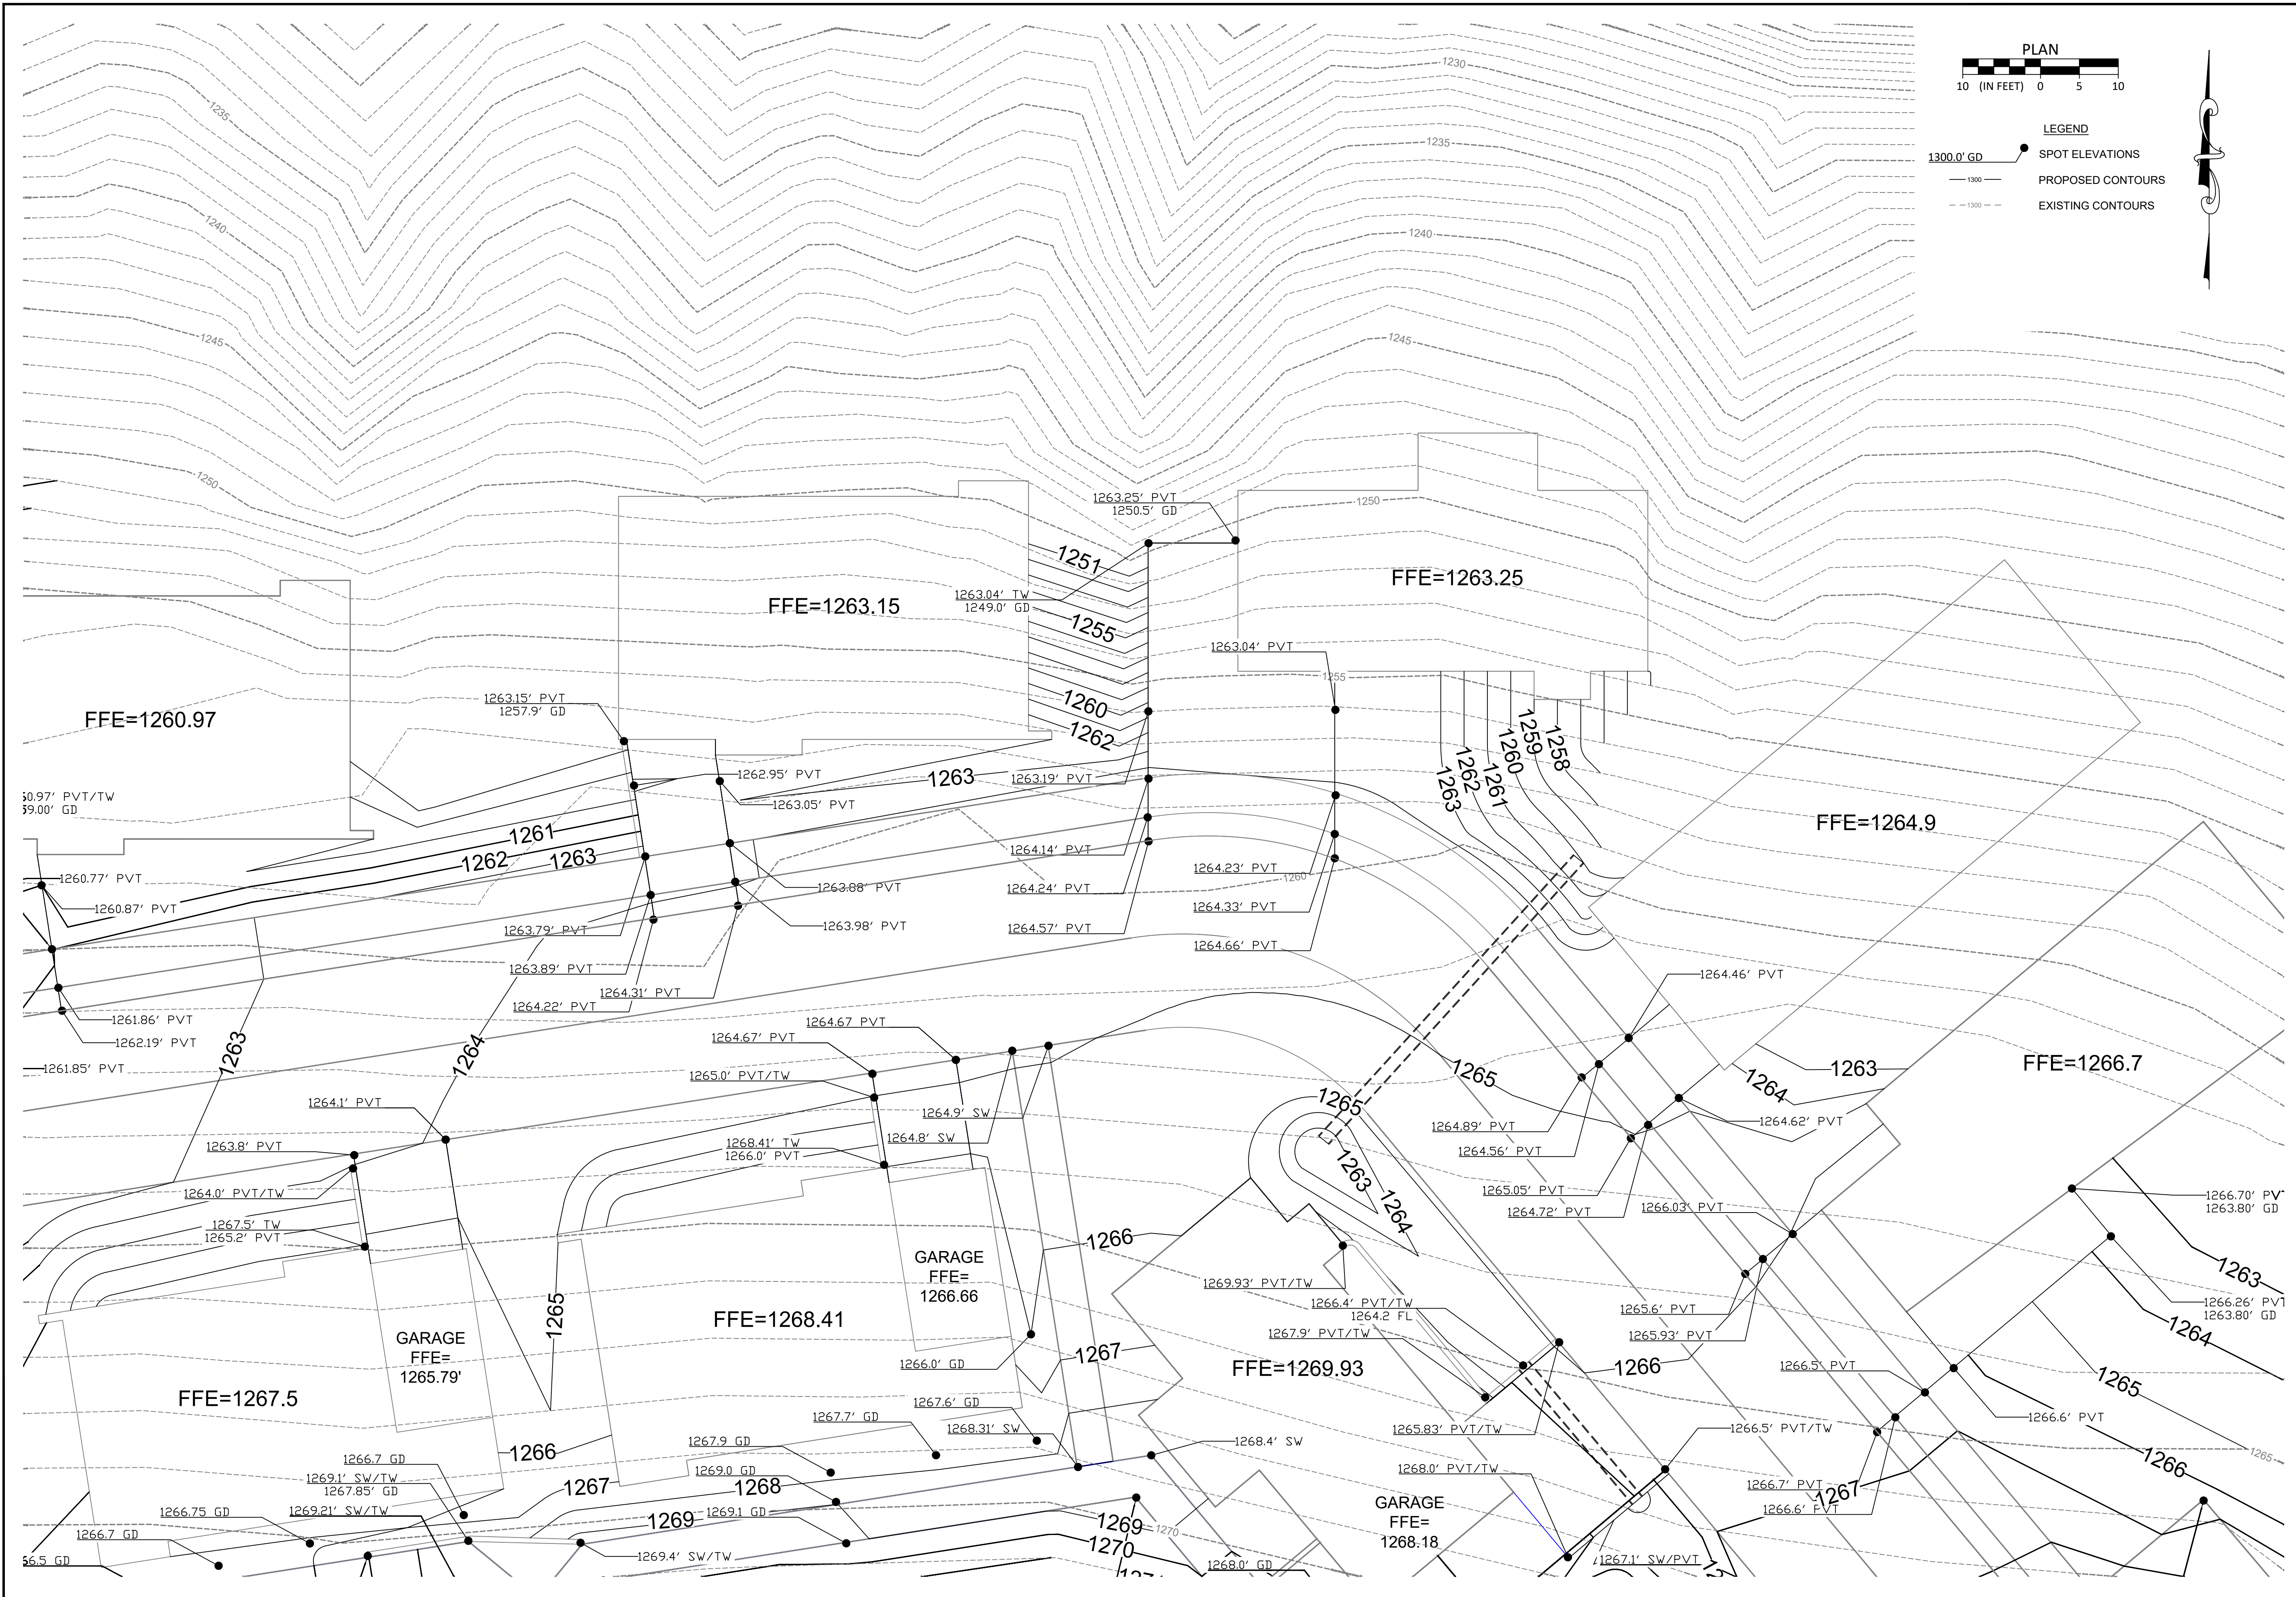 PLAN
10 (IN FEET) 0 5 10
LEGEND
1300.0' GD SPOT ELEVATIONS
1300 PROPOSED CONTOURS
1300 EXISTING CONTOURS
1230
1235
1235
1240
1240
1245
1245
1250
1250
1263.25' PVT
1250.5' GD
1251
FFE=1263.25
1263.04' TW
1249.0' GD
FFE=1263.15
1255
1263.04' PVT
1255
1263.15' PVT
1257.9' GD
1260
1262
FFE=1260.97
1259
1258
1260
1261
1262
1263
1262.95' PVT
1263
1263.19' PVT
1263.05' PVT
FFE=1264.9
1261
1262
1263
1264.14' PVT
1264.23' PVT
1260
1260.77' PVT
1260.87' PVT
1263.88' PVT
1264.24' PVT
1264.33' PVT
1263.79' PVT
1263.98' PVT
1264.57' PVT
1264.66' PVT
1263.89' PVT
1264.31' PVT
1264.22' PVT
1264.46' PVT
1261.86' PVT
1262.19' PVT
1261.85' PVT
1263
1264
1264.67' PVT
1264.67 PVT
1265.0' PVT/TW
1265
1265
1264
1263
FFE=1266.7
1264.1' PVT
1264.9' SW
1264.8' SW
1264.89' PVT
1264.62' PVT
1263.8' PVT
1268.41' TW
1266.0' PVT
1264.56' PVT
1263
1264
1265.05' PVT
1264.72' PVT
1266.03' PVT
1266.70' PVT
1263.80' GD
1264.0' PVT/TW
1267.5' TW
1265.2' PVT
1266
GARAGE
FFE=
1266.66
1263
1269.93' PVT/TW
1266.4' PVT/TW
1264.2 FL
1267.9' PVT/TW
1265.6' PVT
1265.93' PVT
1266.26' PVT
1263.80' GD
1264
1265
FFE=1268.41
GARAGE
FFE=
1265.79'
1266.0' GD
1267
FFE=1269.93
1266
1266.5' PVT
1265
FFE=1267.5
1267.6' GD
1267.7' GD
1268.31' SW
1265.83' PVT/TW
1266.5' PVT/TW
1266.6' PVT
1267.9 GD
1268.4' SW
1265
1266
1266
1266.7 GD
1269.1' SW/TW
1267.85' GD
1269.0 GD
1268.0' PVT/TW
1266.7' PVT
1267
1266.6' PVT
1267
1268
1266.75 GD
1269.21' SW/TW
1269.1 GD
1269
1269
1270
1270
GARAGE
FFE=
1268.18
1266.7 GD
1269.4' SW/TW
1268.0' GD
1267.1' SW/PVT